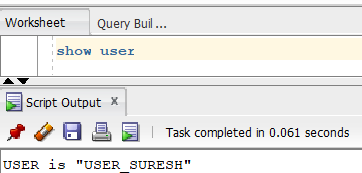 Worksheet Query Buil ...
show user
Script Output x
Task completed in 0.061 seconds
USER is "USER_SURESH"